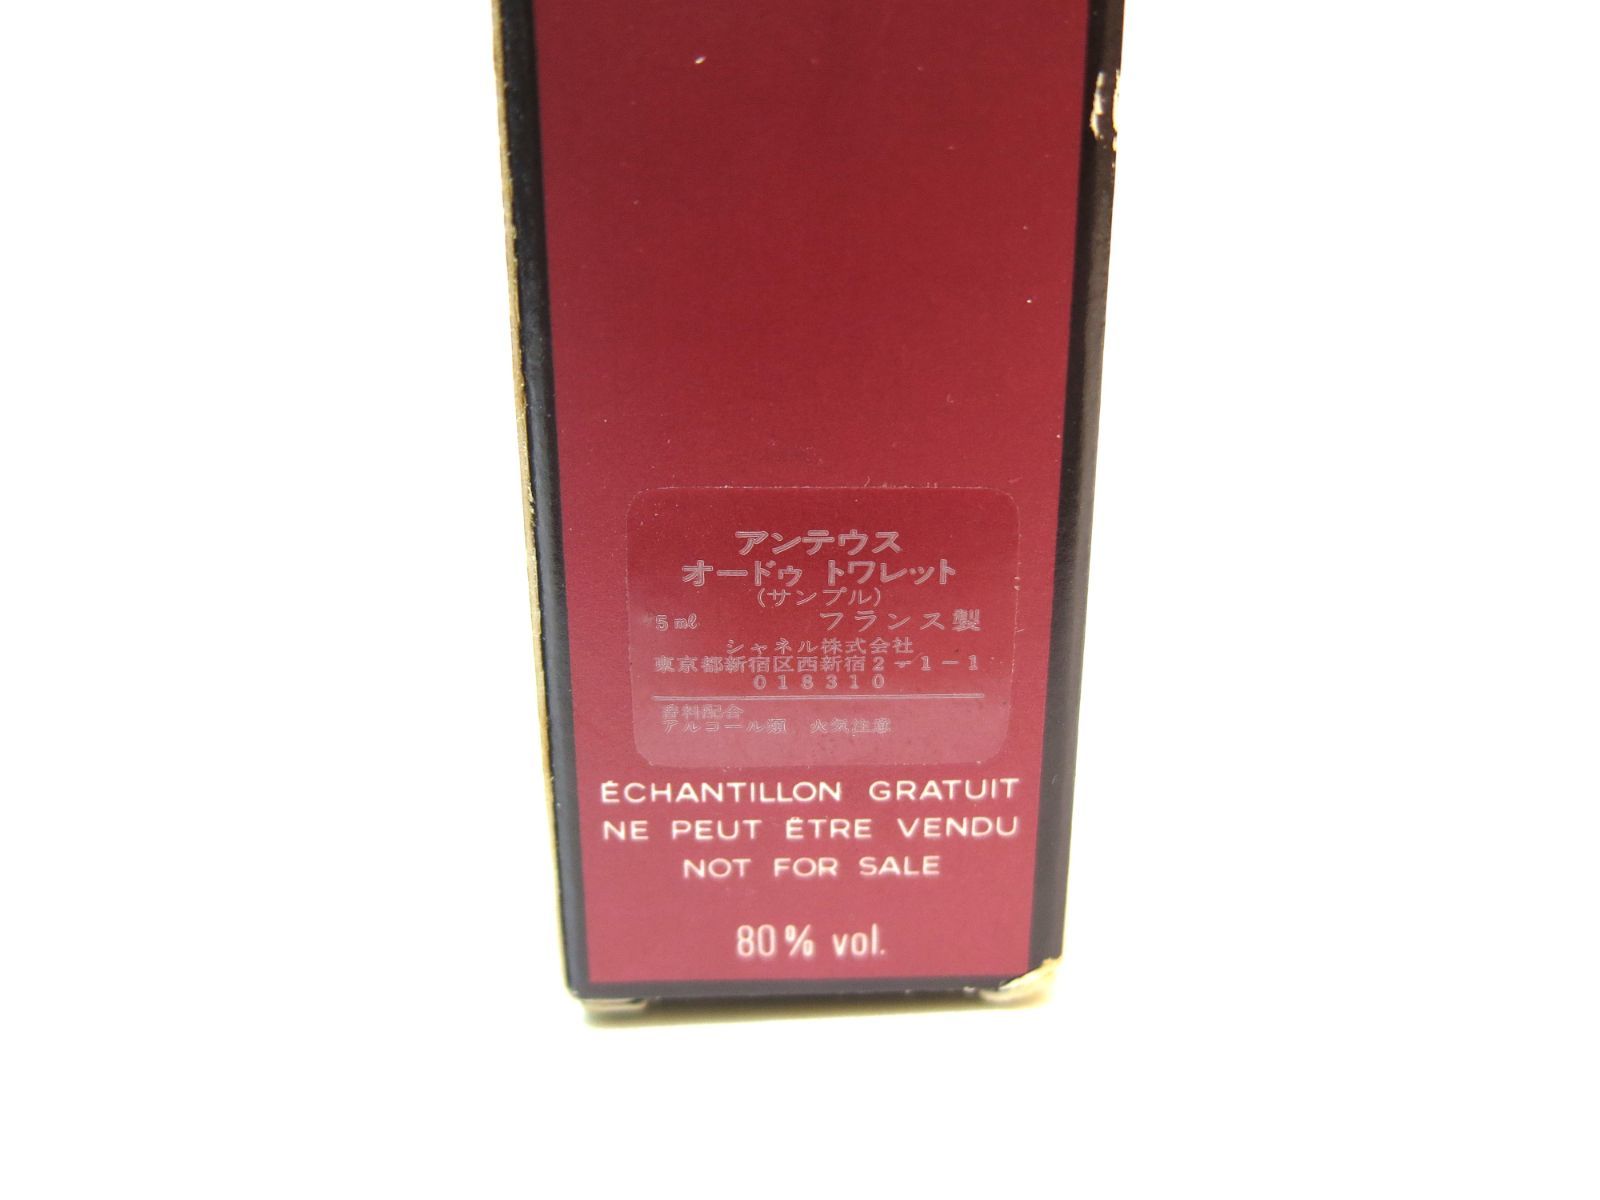 アンテウス
オードゥ トワレット
(サンプル)
5ml フランス製
シャネル株式会社
東京都新宿区西新宿2-1-1
018310
香料配合
アルコール類 火気注意
ÉCHANTILLON GRATUIT
NE PEUT ÊTRE VENDU
NOT FOR SALE
80% vol.